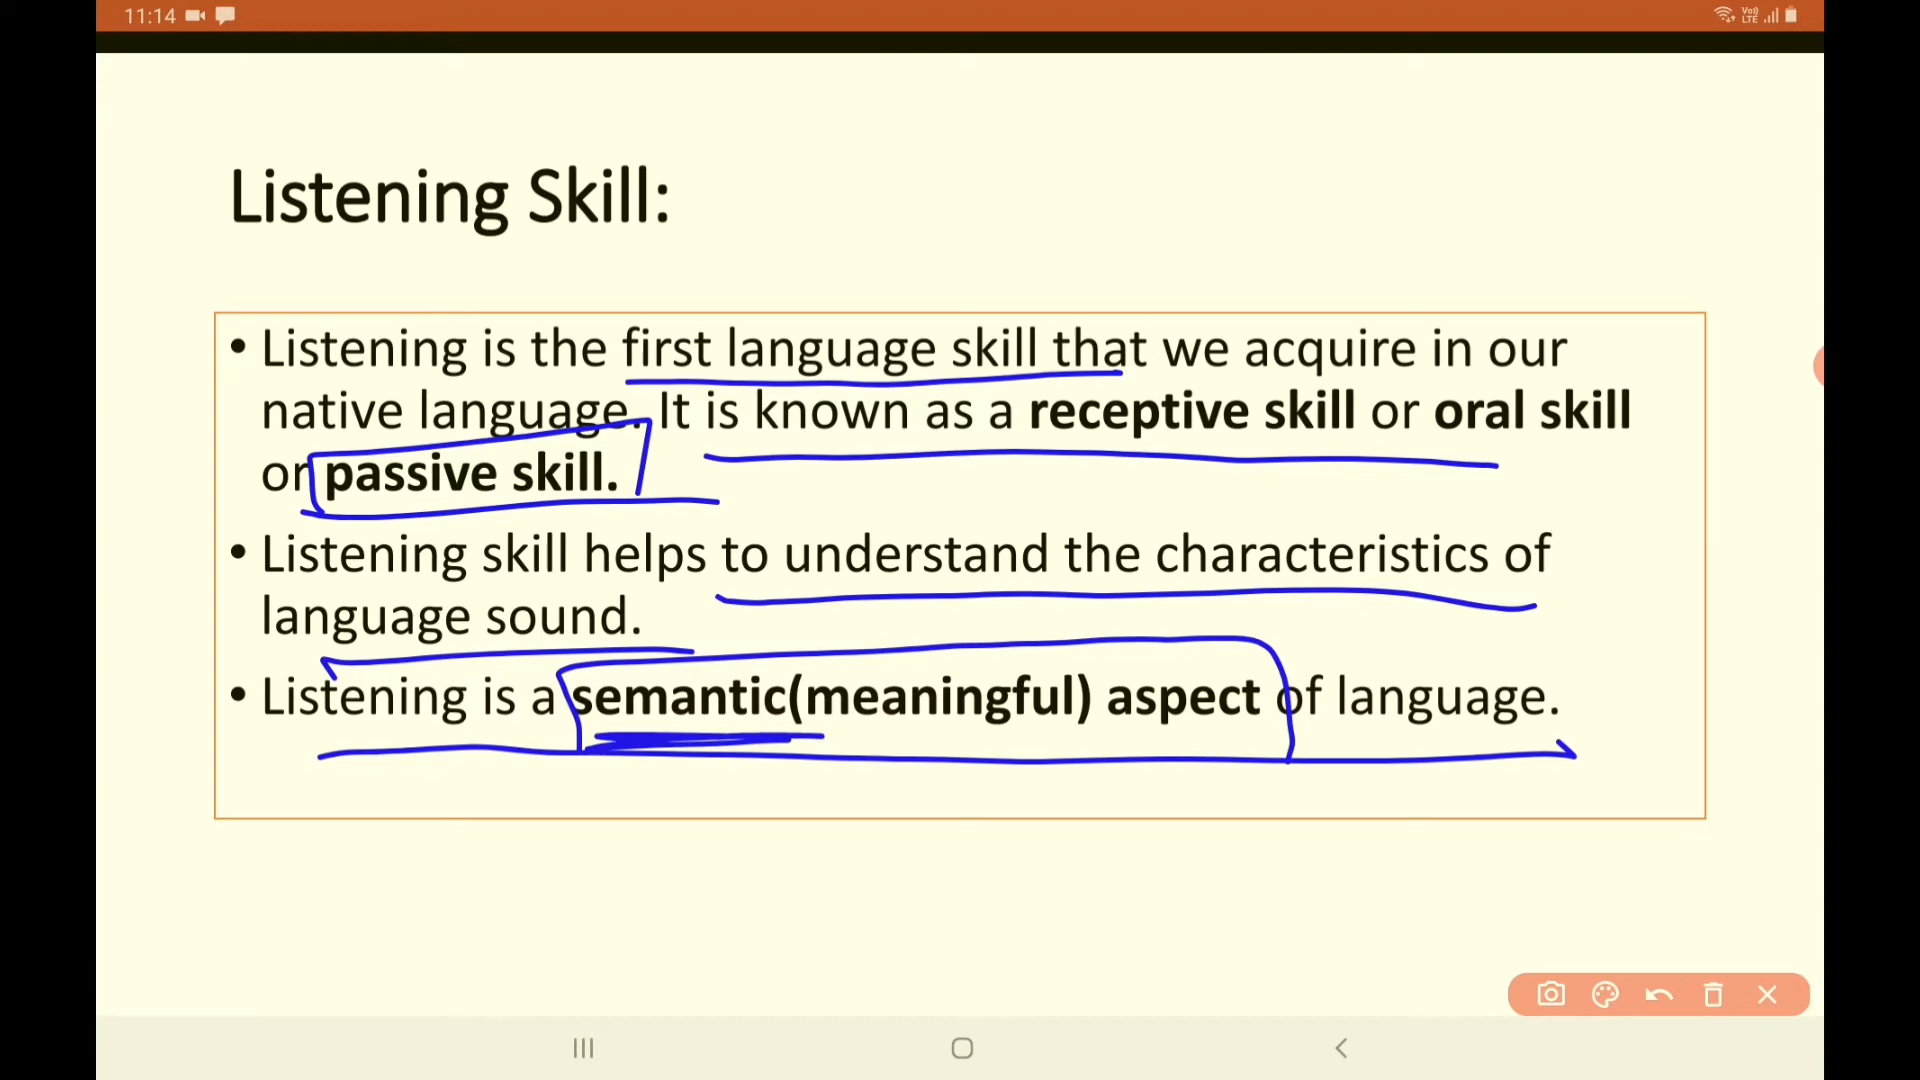 11:14
Vo) LTE
Listening Skill:
• Listening is the first language skill that we acquire in our
native language. It is known as a receptive skill or oral skill
or passive skill.
• Listening skill helps to understand the characteristics of
language sound.
• Listening is a semantic(meaningful) aspect of language.